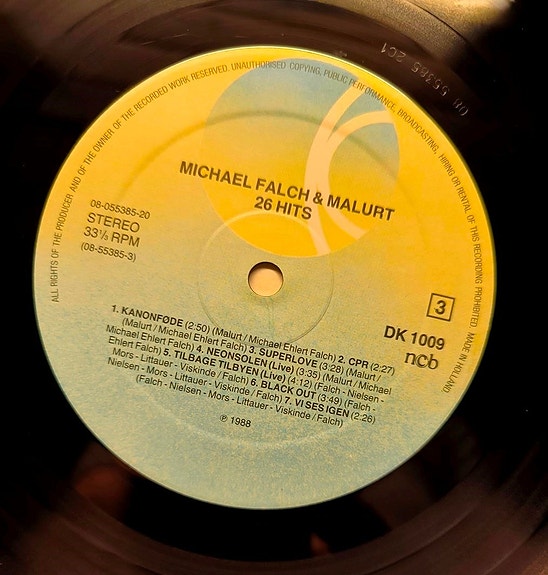 ALL RIGHTS OF THE PRODUCER AND OF THE OWNER OF THE RECORDED WORK RESERVED. UNAUTHORISED COPYING, PUBLIC PERFORMANCE, BROADCASTING, HIRING OR RENTAL OF THIS RECORDING PROHIBITED. MADE IN HOLLAND
08 55385 2C1
MICHAEL FALCH & MALURT
26 HITS
08-055385-20
STEREO
33⅓ RPM
(08-55385-3)
3
DK 1009
ncb
1. KANONFØDE (2:50) (Malurt / Michael Ehlert Falch) 2. CPR (2:27)
(Malurt / Michael Ehlert Falch) 3. SUPERLOVE (3:28) (Malurt /
Michael Ehlert Falch) 4. NEONSOLEN (Live) (3:35) (Malurt / Michael
Ehlert Falch) 5. TILBAGE TILBYEN (Live) (4:12) (Falch - Nielsen -
Mors - Littauer - Viskinde / Falch) 6. BLACK OUT (3:49) (Falch -
Nielsen - Mors - Littauer - Viskinde / Falch) 7. VI SES IGEN (2:26)
(Falch - Nielsen - Mors - Littauer - Viskinde / Falch)
℗ 1988